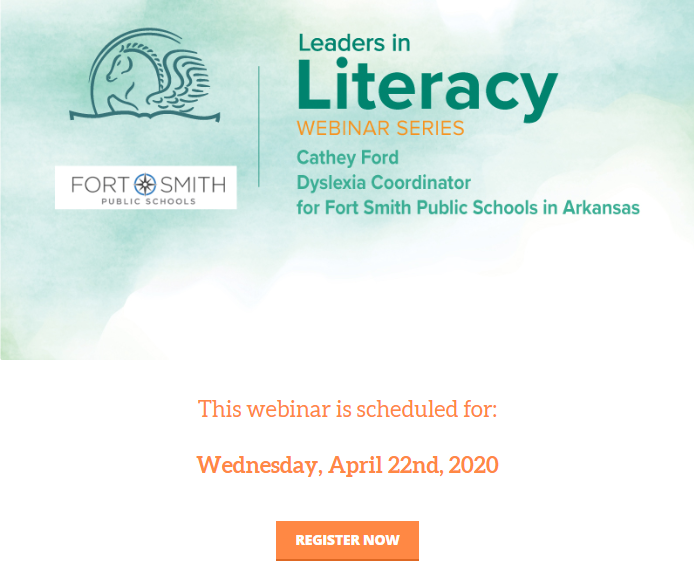 Leaders in
Literacy
WEBINAR SERIES
Cathey Ford
Dyslexia Coordinator
for Fort Smith Public Schools in Arkansas
FORT SMITH
PUBLIC SCHOOLS
This webinar is scheduled for:
Wednesday, April 22nd, 2020
REGISTER NOW